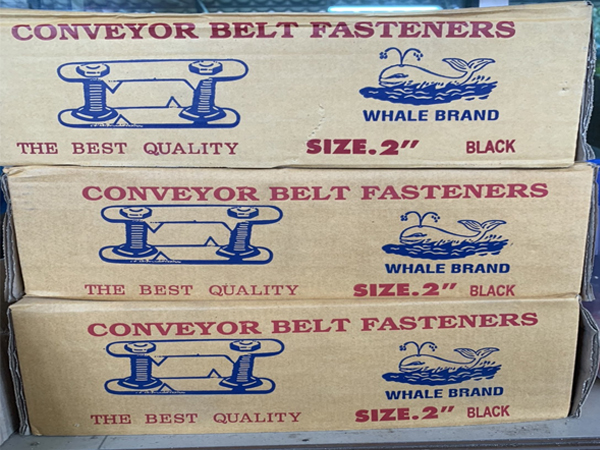 CONVEYOR BELT FASTENERS
WHALE BRAND
THE BEST QUALITY SIZE.2" BLACK
CONVEYOR BELT FASTENERS
WHALE BRAND
THE BEST QUALITY SIZE.2" BLACK
CONVEYOR BELT FASTENERS
WHALE BRAND
THE BEST QUALITY SIZE.2" BLACK